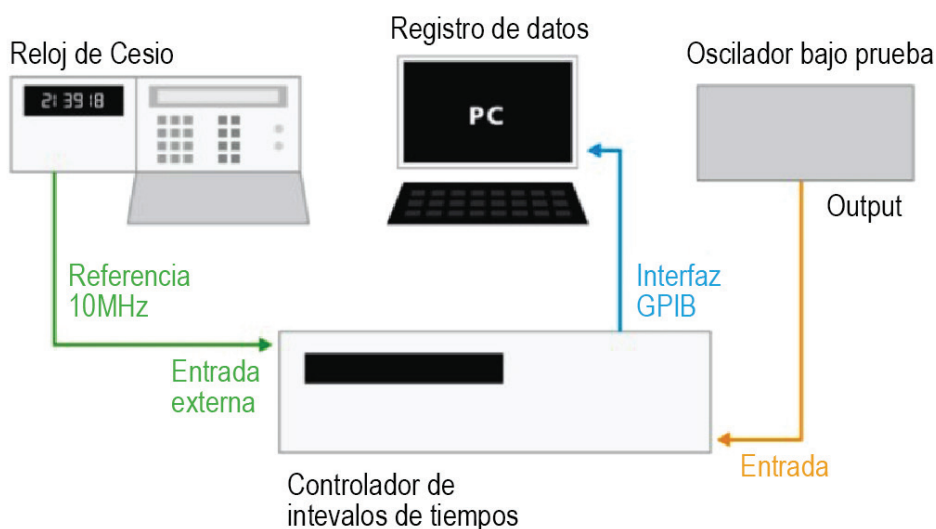 Reloj de Cesio
Registro de datos
Oscilador bajo prueba
21 39 18
PC
Output
Referencia
10MHz
Interfaz
GPIB
Entrada
externa
Entrada
Controlador de
intevalos de tiempos